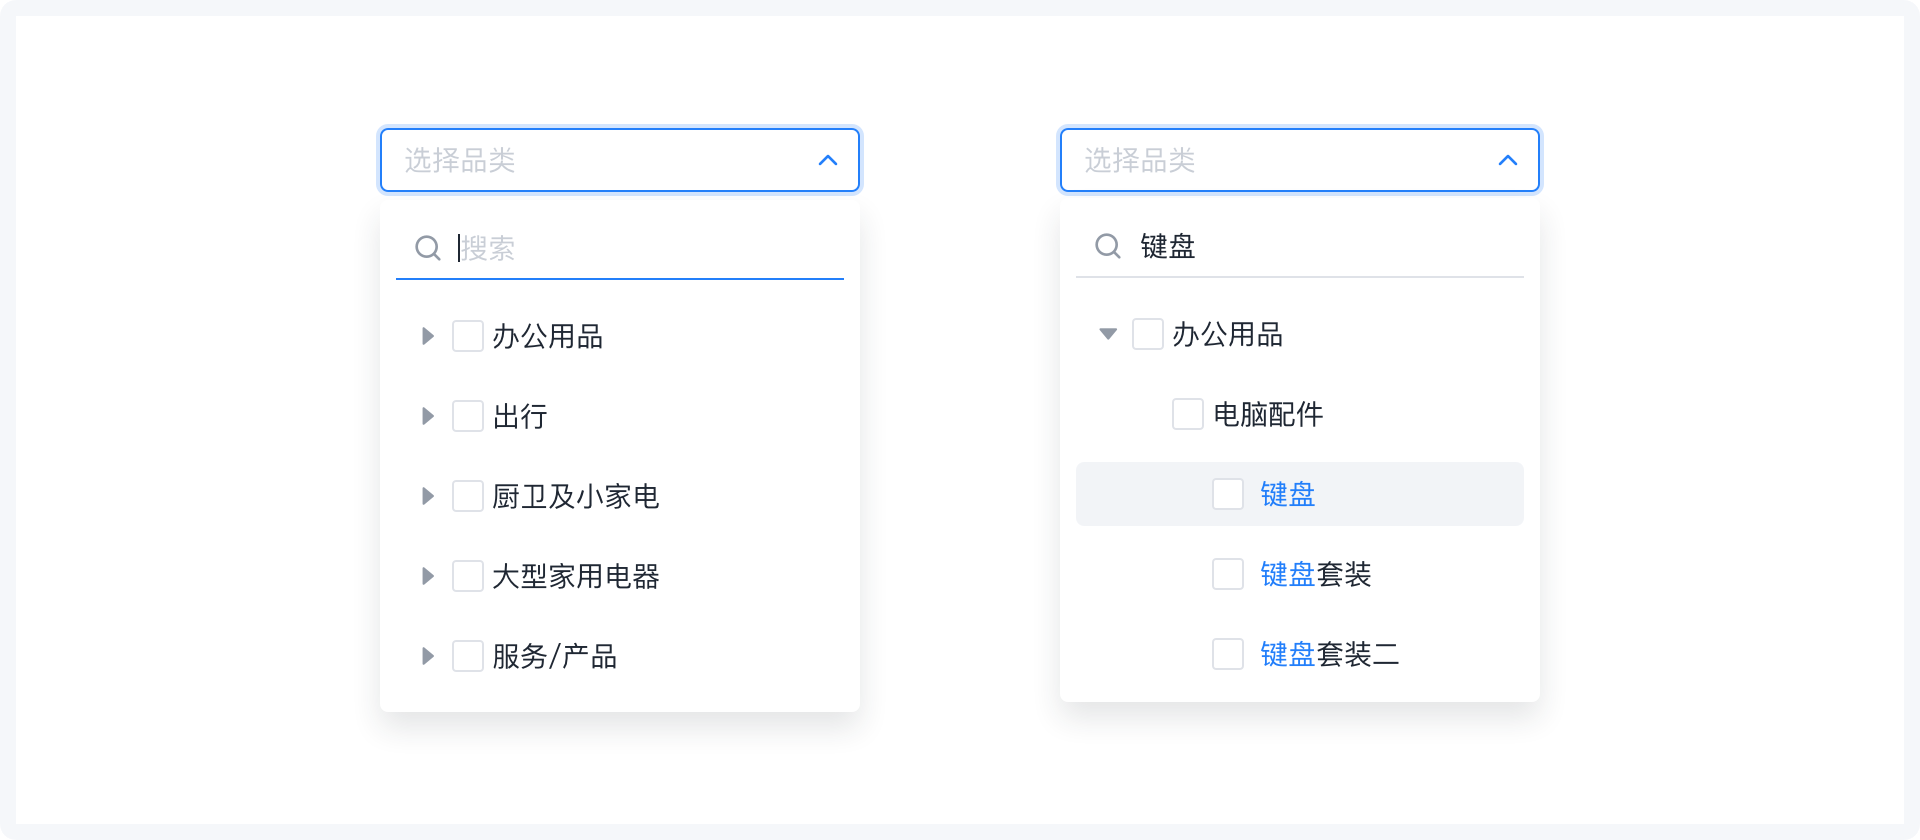 选择品类
搜索
办公用品
出行
厨卫及小家电
大型家用电器
服务/产品
选择品类
键盘
办公用品
电脑配件
键盘
键盘套装
键盘套装二